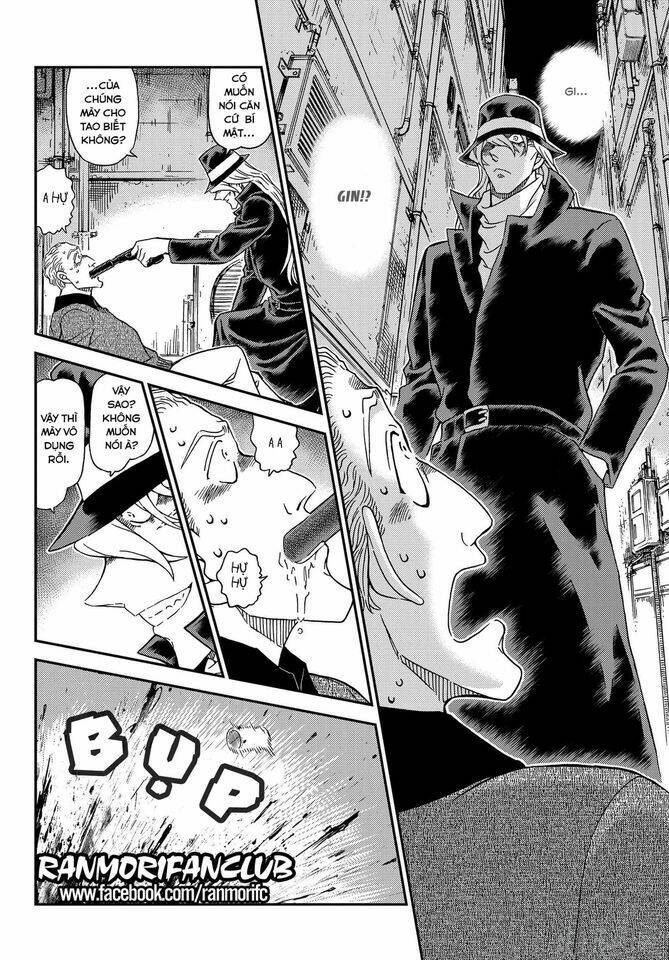 GI...
GIN!?
CÓ
MUỐN
NÓI CĂN
CỨ BÍ
MẬT...
...CỦA
CHÚNG
MÀY CHO
TAO BIẾT
KHÔNG?
A HỰ
A A
HỰ
HỰ
VẬY
SAO?
KHÔNG
MUỐN
NÓI À?
VẬY THÌ
MÀY VÔ
DỤNG
RỒI.
BỤP
RANMORIFANCLUB
www.facebook.com/ranmorifc